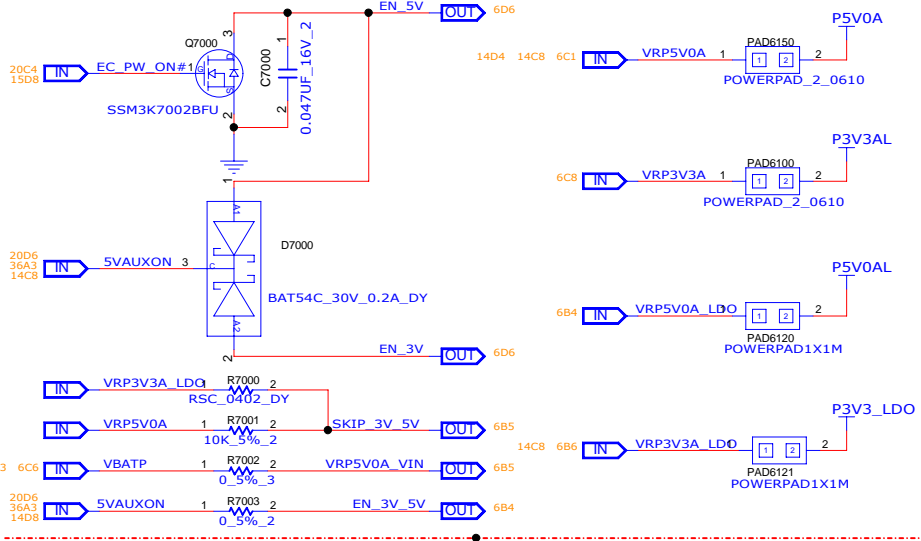 EN_5V
OUT
6D6
3
Q7000
D
G
S
20C4
15D8
IN
EC_PW_ON#
1
SSM3K7002BFU
2
1
C7000
2
0.047UF_16V_2
1
A1
20D6
36A3
14C8
IN
5VAUXON
3
C
D7000
BAT54C_30V_0.2A_DY
A2
2
EN_3V
OUT
6D6
IN
VRP3V3A_LDO
1
R7000
2
RSC_0402_DY
IN
VRP5V0A
1
R7001
2
10K_5%_2
SKIP_3V_5V
OUT
6B5
3 6C6
IN
VBATP
1
R7002
2
0_5%_3
VRP5V0A_VIN
OUT
6B5
20D6
36A3
14D8
IN
5VAUXON
1
R7003
2
0_5%_2
EN_3V_5V
OUT
6B4
P5V0A
14D4 14C8 6C1
IN
VRP5V0A
1
PAD6150
1 2
2
POWERPAD_2_0610
P3V3AL
6C8
IN
VRP3V3A
1
PAD6100
1 2
2
POWERPAD_2_0610
P5V0AL
6B4
IN
VRP5V0A_LDO
1
1 2
2
PAD6120
POWERPAD1X1M
P3V3_LDO
14C8 6B6
IN
VRP3V3A_LDO
1
1 2
2
PAD6121
POWERPAD1X1M